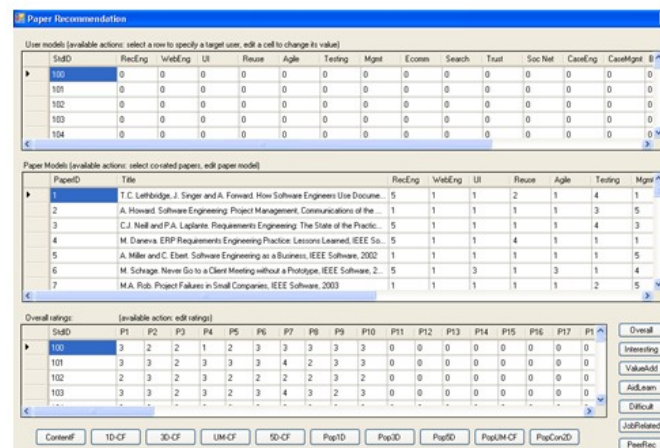 Paper Recommendation
User models (available actions: select a row to specify a target user, edit a cell to change its value)
StdID RecEng WebEng UI Reuse Agile Testing Mgmt Ecomm Search Trust Soc Net CaseEng CaseMgmt B
100 0 0 0 0 0 0 0 0 0 0 0 0 0 0
101 0 0 0 0 0 0 0 0 0 0 0 0 0 0
102 0 0 0 0 0 0 0 0 0 0 0 0 0 0
103 0 0 0 0 0 0 0 0 0 0 0 0 0 0
104 0 0 0 0 0 0 0 0 0 0 0 0 0 0
Paper Models (available actions: select co-rated papers, edit paper model)
PaperID Title RecEng WebEng UI Reuse Agile Testing Mgmt
1 T.C. Lethbridge, J. Singer and A. Forward. How Software Engineers Use Docume... 5 1 1 2 1 4 1
2 A. Howard. Software Engineering: Project Management, Communications of the ... 1 1 1 1 1 3 5
3 C.J. Neill and P.A. Laplante. Requirements Engineering: The State of the Practic... 5 1 1 1 1 4 3
4 M. Daneva. ERP Requirements Engineering Practice: Lessons Learned, IEEE So... 5 1 1 4 1 1 1
5 A. Miller and C. Ebert. Software Engineering as a Business, IEEE Software, 2002 1 1 1 1 1 1 5
6 M. Schrage. Never Go to a Client Meeting without a Prototype, IEEE Software, 2... 5 1 3 1 3 1 4
7 M.A. Rob. Project Failures in Small Companies, IEEE Software, 2003 1 1 1 1 1 2 5
Overall ratings: (available action: edit ratings)
StdID P1 P2 P3 P4 P5 P6 P7 P8 P9 P10 P11 P12 P13 P14 P15 P16 P17 P1
100 3 2 2 1 2 3 3 3 3 3 0 0 0 0 0 0 0 0
101 3 3 2 3 3 3 4 2 3 3 0 0 0 0 0 0 0 0
102 2 3 2 3 2 2 2 2 3 2 0 0 0 0 0 0 0 0
103 3 2 3 2 3 3 4 3 2 3 0 0 0 0 0 0 0 0
Overall
Interesting
ValueAdd
AidLearn
Difficult
JobRelated
PeerRec
ContentF 1D-CF 3D-CF UM-CF 5D-CF Pop1D Pop3D Pop5D PopUM-CF PopCon2D